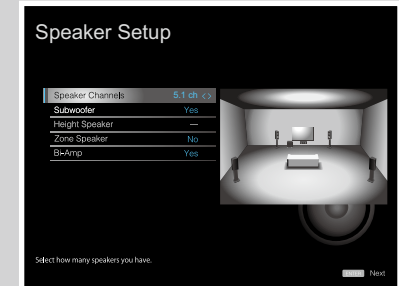 Speaker Setup
Speaker Channels 5.1 ch <>
Subwoofer Yes
Height Speaker —
Zone Speaker No
Bi-Amp Yes
Select how many speakers you have.
ENTER Next